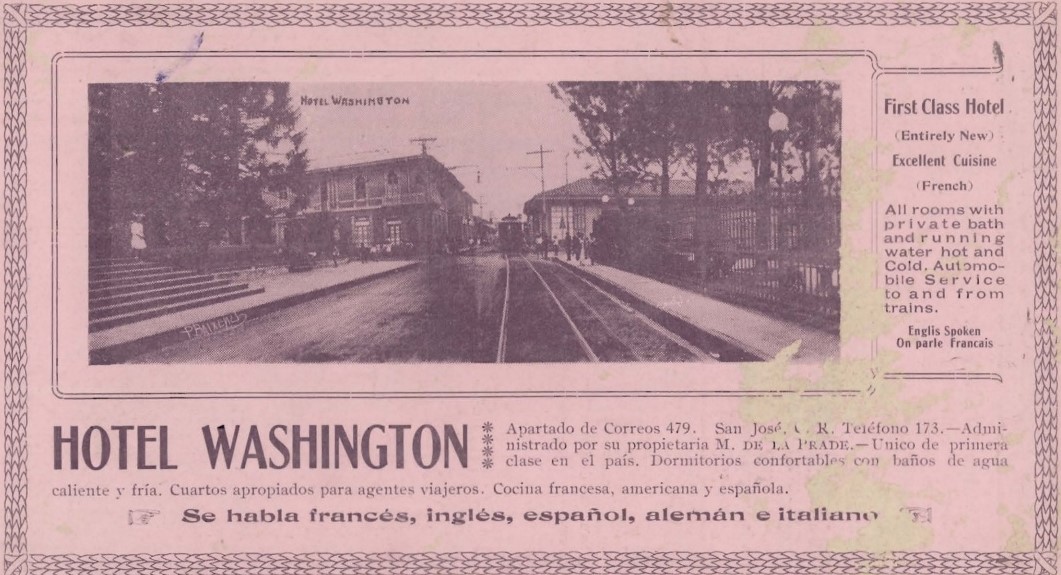 HOTEL WASHINGTON
First Class Hotel
(Entirely New)
Excellent Cuisine
(French)
All rooms with
private bath
and running
water hot and
Cold. Automo-
bile Service
to and from
trains.
Englis Spoken
On parle Francais
HOTEL WASHINGTON
Apartado de Correos 479. San José, C. R. Teléfono 173.—Admi-
nistrado por su propietaria M. DE LA PRADE.—Unico de primera
clase en el país. Dormitorios confortables con baños de agua
caliente y fría. Cuartos apropiados para agentes viajeros. Cocina francesa, americana y española.
Se habla francés, inglés, español, alemán e italiano